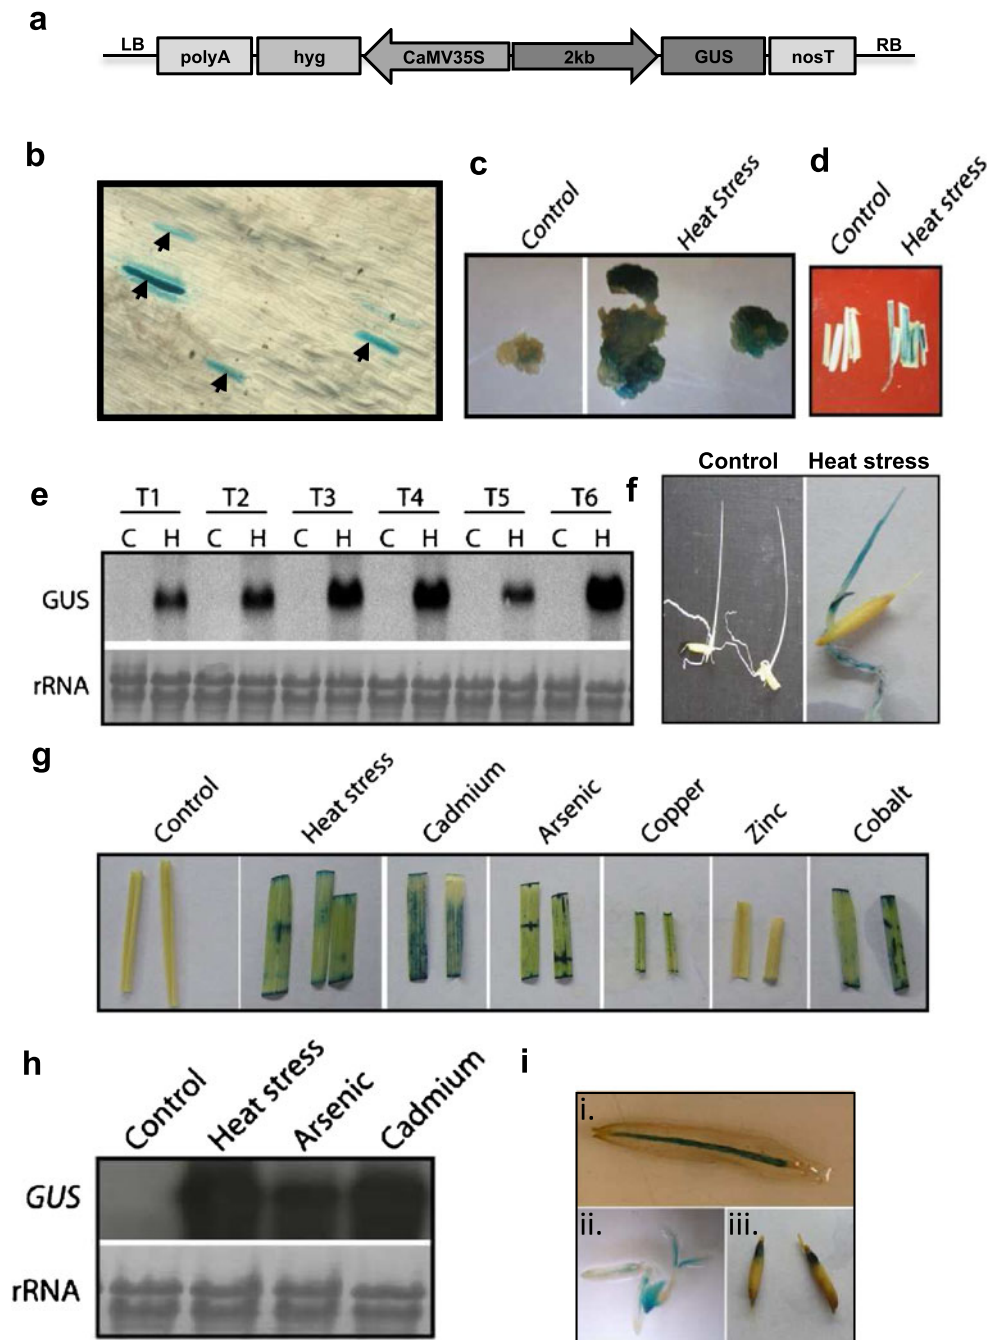 a
LB polyA hyg CaMV35S 2kb GUS nosT RB
b
c
Control Heat Stress
d
Control Heat stress
e
T1 T2 T3 T4 T5 T6
C H C H C H C H C H C H
GUS
rRNA
f
Control Heat stress
g
Control Heat stress Cadmium Arsenic Copper Zinc Cobalt
h
Control Heat stress Arsenic Cadmium
GUS
rRNA
i
i.
ii. iii.